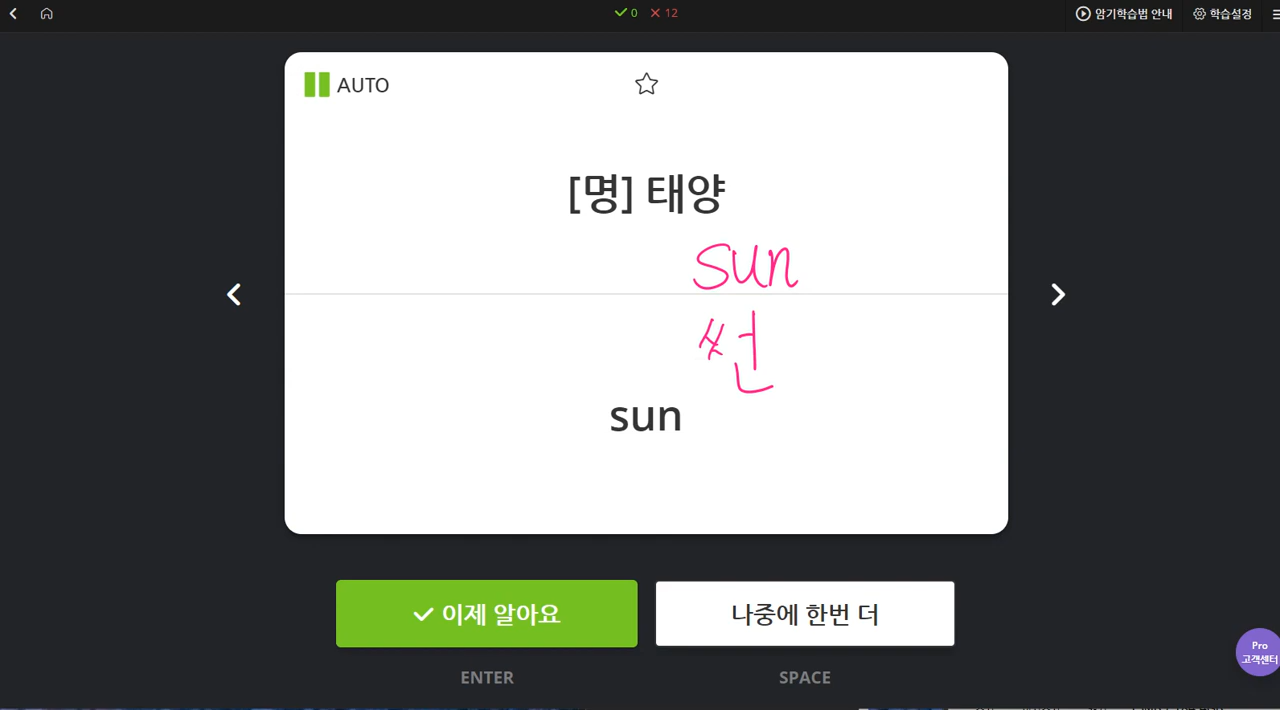 0 12 암기학습법 안내 학습설정
AUTO
[명] 태양
sun
썬
sun
이제 알아요 나중에 한번 더
ENTER SPACE
Pro
고객센터